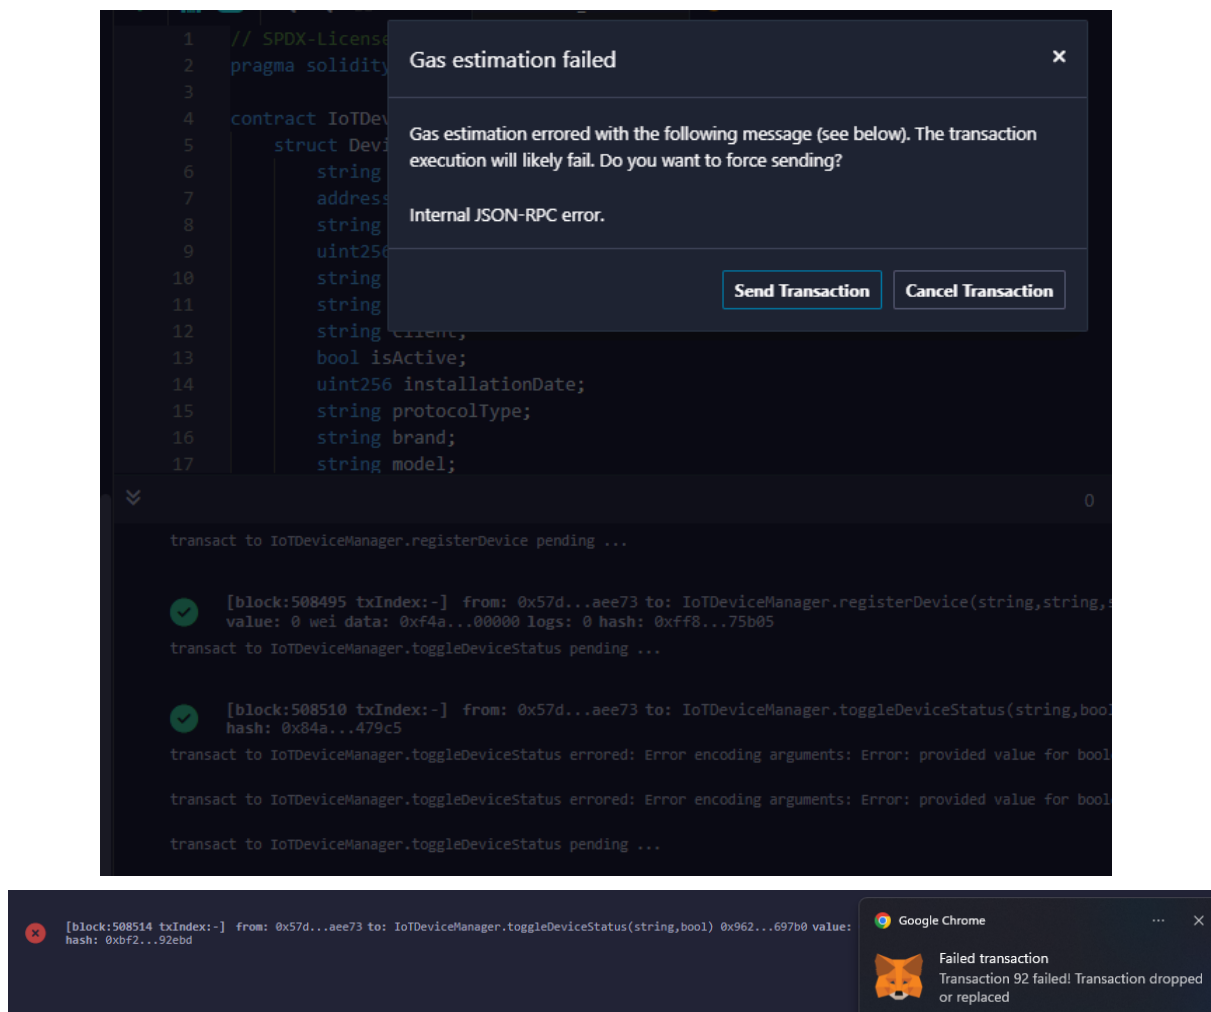 1 // SPDX-License
2 pragma solidity
3
4 contract IoTDev
5 struct Devi
6 string
7 address
8 string
9 uint256
10 string
11 string
12 string client;
13 bool isActive;
14 uint256 installationDate;
15 string protocolType;
16 string brand;
17 string model;
Gas estimation failed
Gas estimation errored with the following message (see below). The transaction
execution will likely fail. Do you want to force sending?
Internal JSON-RPC error.
Send Transaction Cancel Transaction
0
transact to IoTDeviceManager.registerDevice pending ...
[block:508495 txIndex:-] from: 0x57d...aee73 to: IoTDeviceManager.registerDevice(string,string,s
value: 0 wei data: 0xf4a...00000 logs: 0 hash: 0xff8...75b05
transact to IoTDeviceManager.toggleDeviceStatus pending ...
[block:508510 txIndex:-] from: 0x57d...aee73 to: IoTDeviceManager.toggleDeviceStatus(string,bool
hash: 0x84a...479c5
transact to IoTDeviceManager.toggleDeviceStatus errored: Error encoding arguments: Error: provided value for bool
transact to IoTDeviceManager.toggleDeviceStatus errored: Error encoding arguments: Error: provided value for bool
transact to IoTDeviceManager.toggleDeviceStatus pending ...
[block:508514 txIndex:-] from: 0x57d...aee73 to: IoTDeviceManager.toggleDeviceStatus(string,bool) 0x962...697b0 value:
hash: 0xbf2...92ebd
Google Chrome
Failed transaction
Transaction 92 failed! Transaction dropped
or replaced